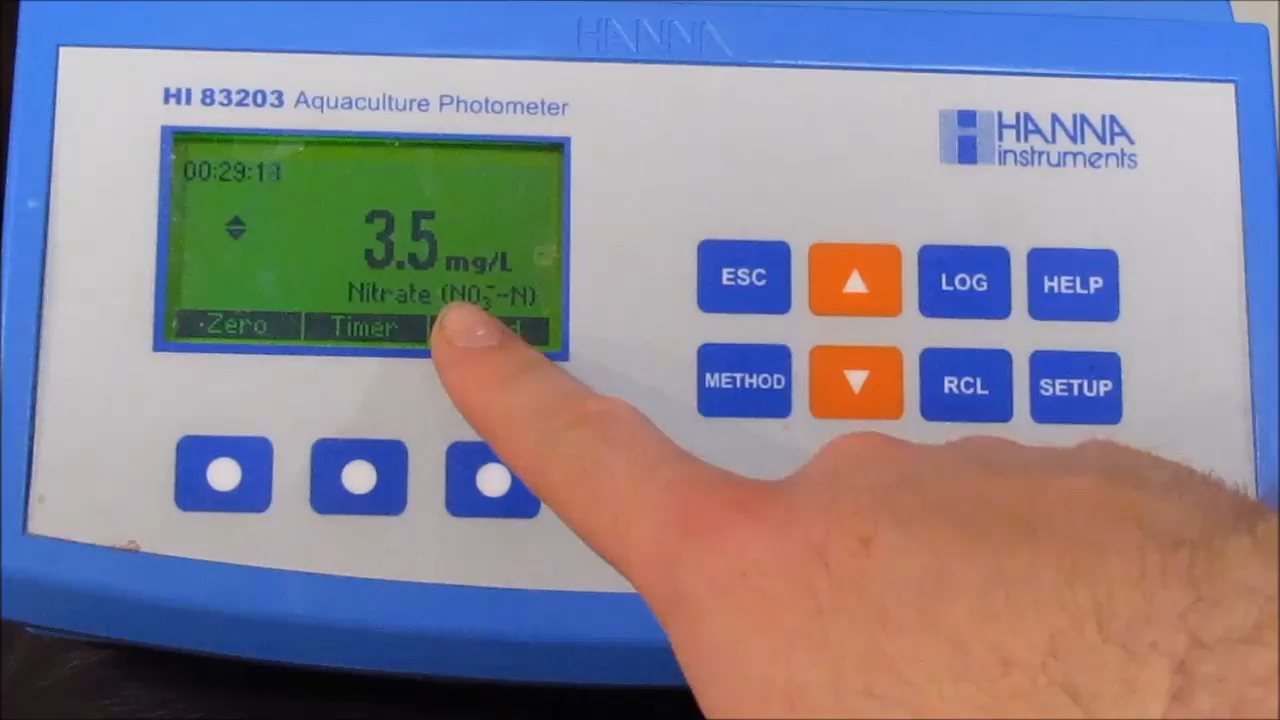 HANNA
HI 83203 Aquaculture Photometer
HANNA
instruments
00:29:18
3.5 mg/L
Nitrate (NO₃⁻-N)
Zero Timer
ESC
LOG
HELP
METHOD
RCL
SETUP